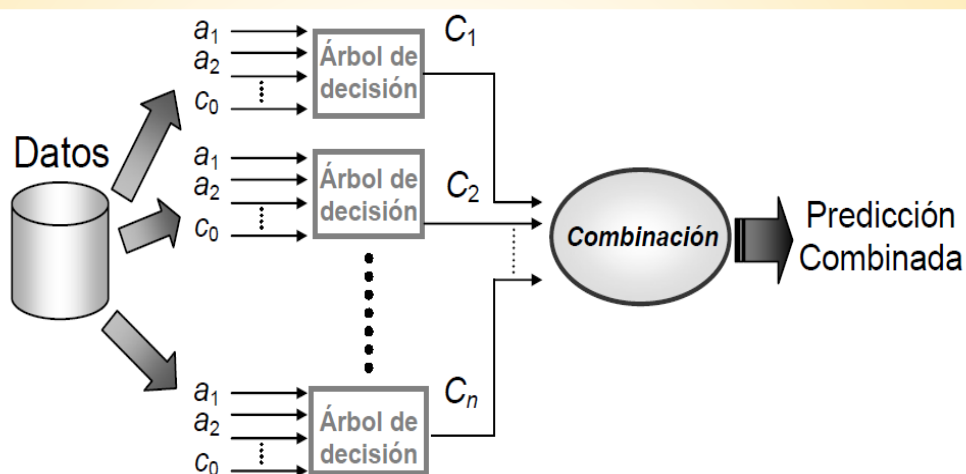 Datos
a1
a2
c0
Árbol de
decisión
C1
a1
a2
c0
Árbol de
decisión
C2
a1
a2
c0
Árbol de
decisión
Cn
Combinación
Predicción
Combinada